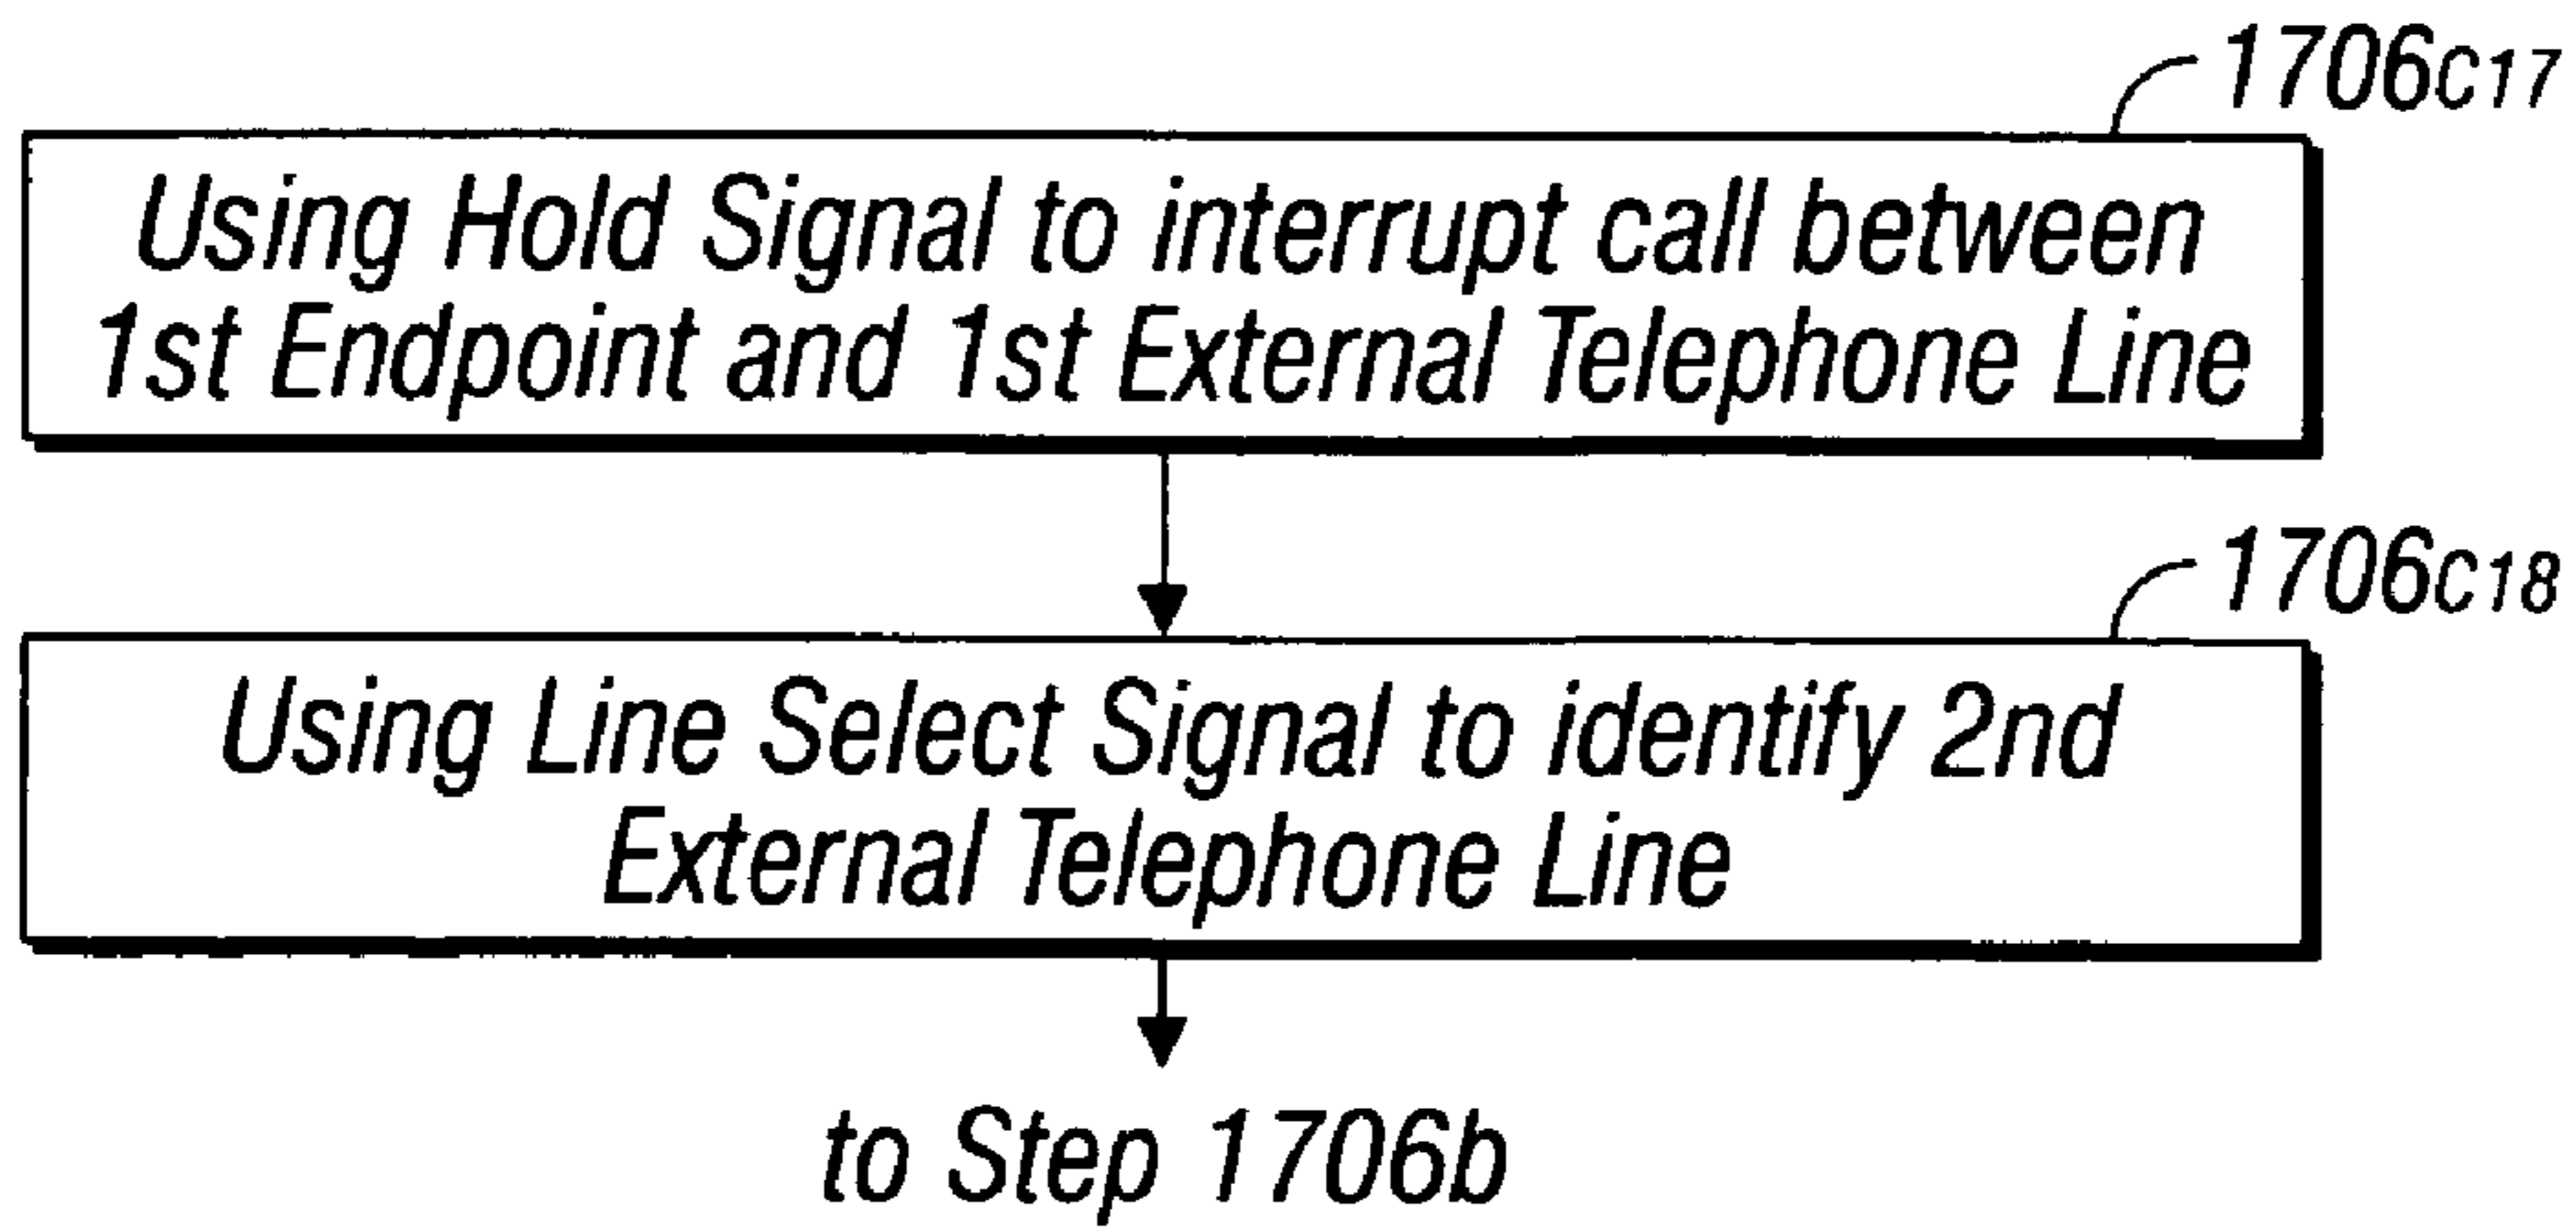 1706c17
Using Hold Signal to interrupt call between
1st Endpoint and 1st External Telephone Line
1706c18
Using Line Select Signal to identify 2nd
External Telephone Line
to Step 1706b